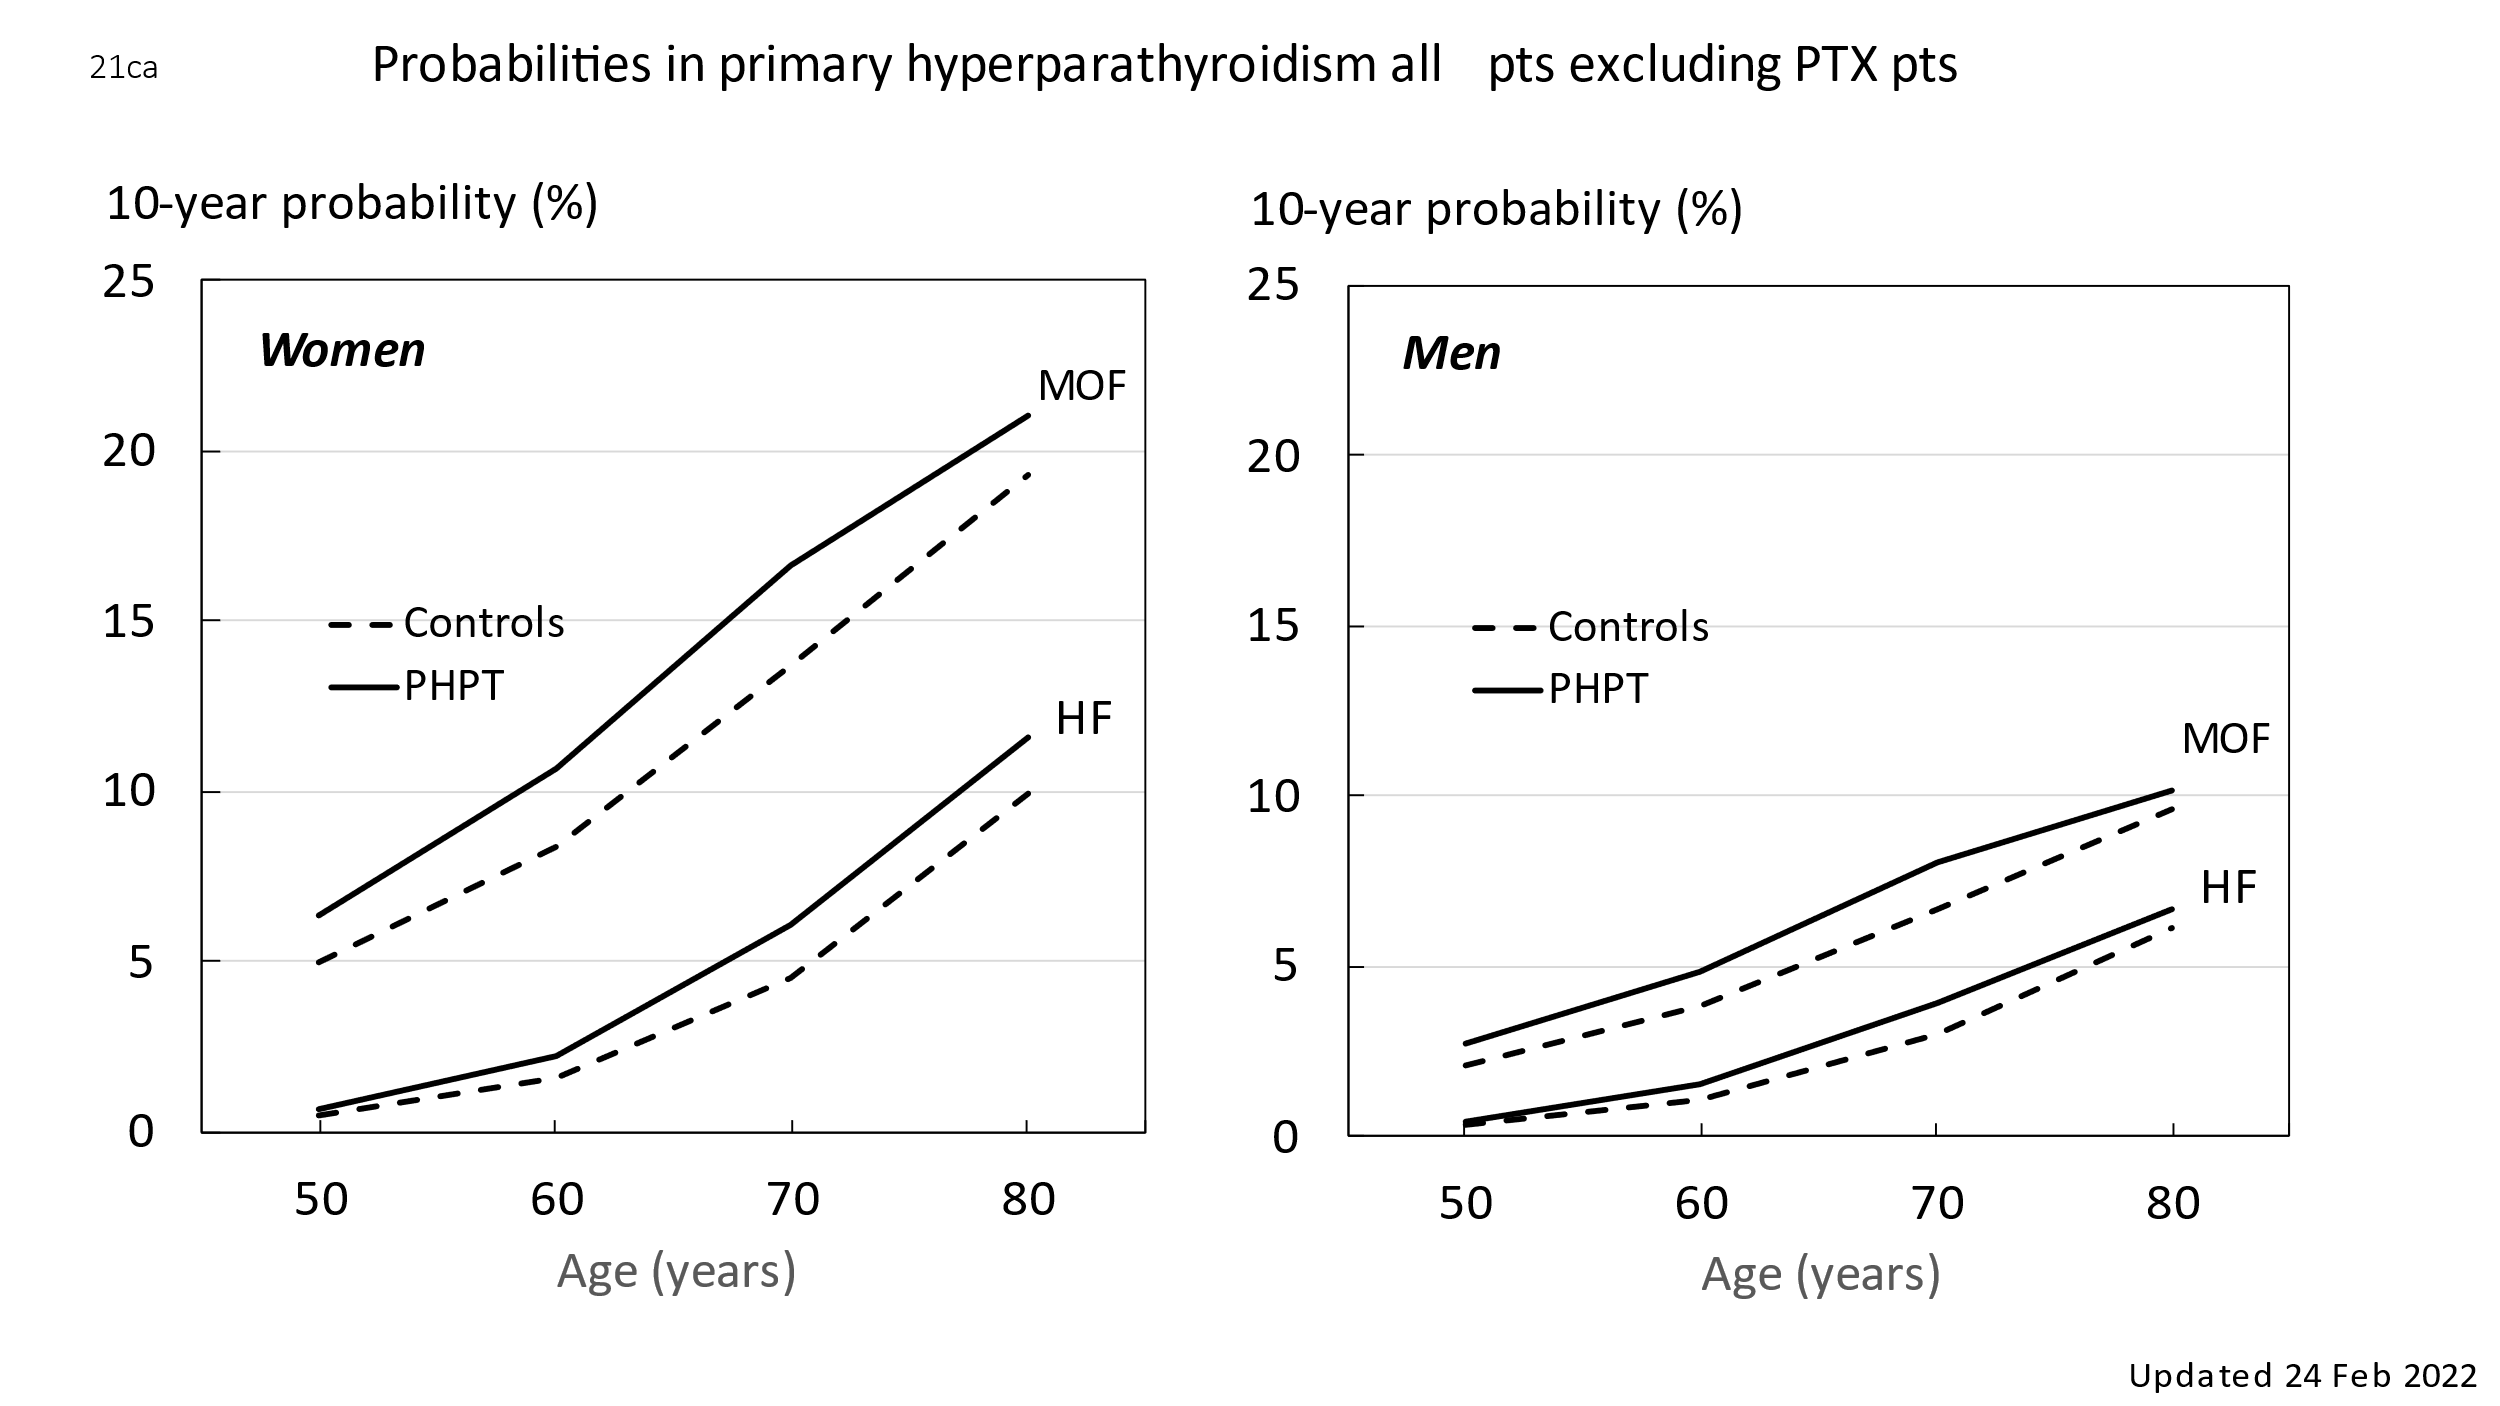 21ca
Probabilities in primary hyperparathyroidism all pts excluding PTX pts
10-year probability (%)
25
20
15
10
5
0
Women
MOF
Controls
PHPT
HF
50 60 70 80
Age (years)
10-year probability (%)
25
20
15
10
5
0
Men
Controls
PHPT
MOF
HF
50 60 70 80
Age (years)
Updated 24 Feb 2022